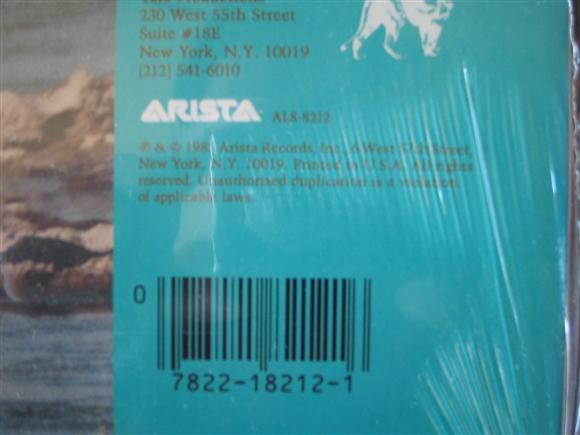 230 West 55th Street
Suite #18E
New York, N.Y. 10019
(212) 541-6010
ARISTA AL8-8212
℗ & © 198 Arista Records, Inc., 6 West 57th Street,
New York, N.Y. 10019. Printed in U.S.A. All rights
reserved. Unauthorized duplication is a violation
of applicable laws.
0
7822-18212-1